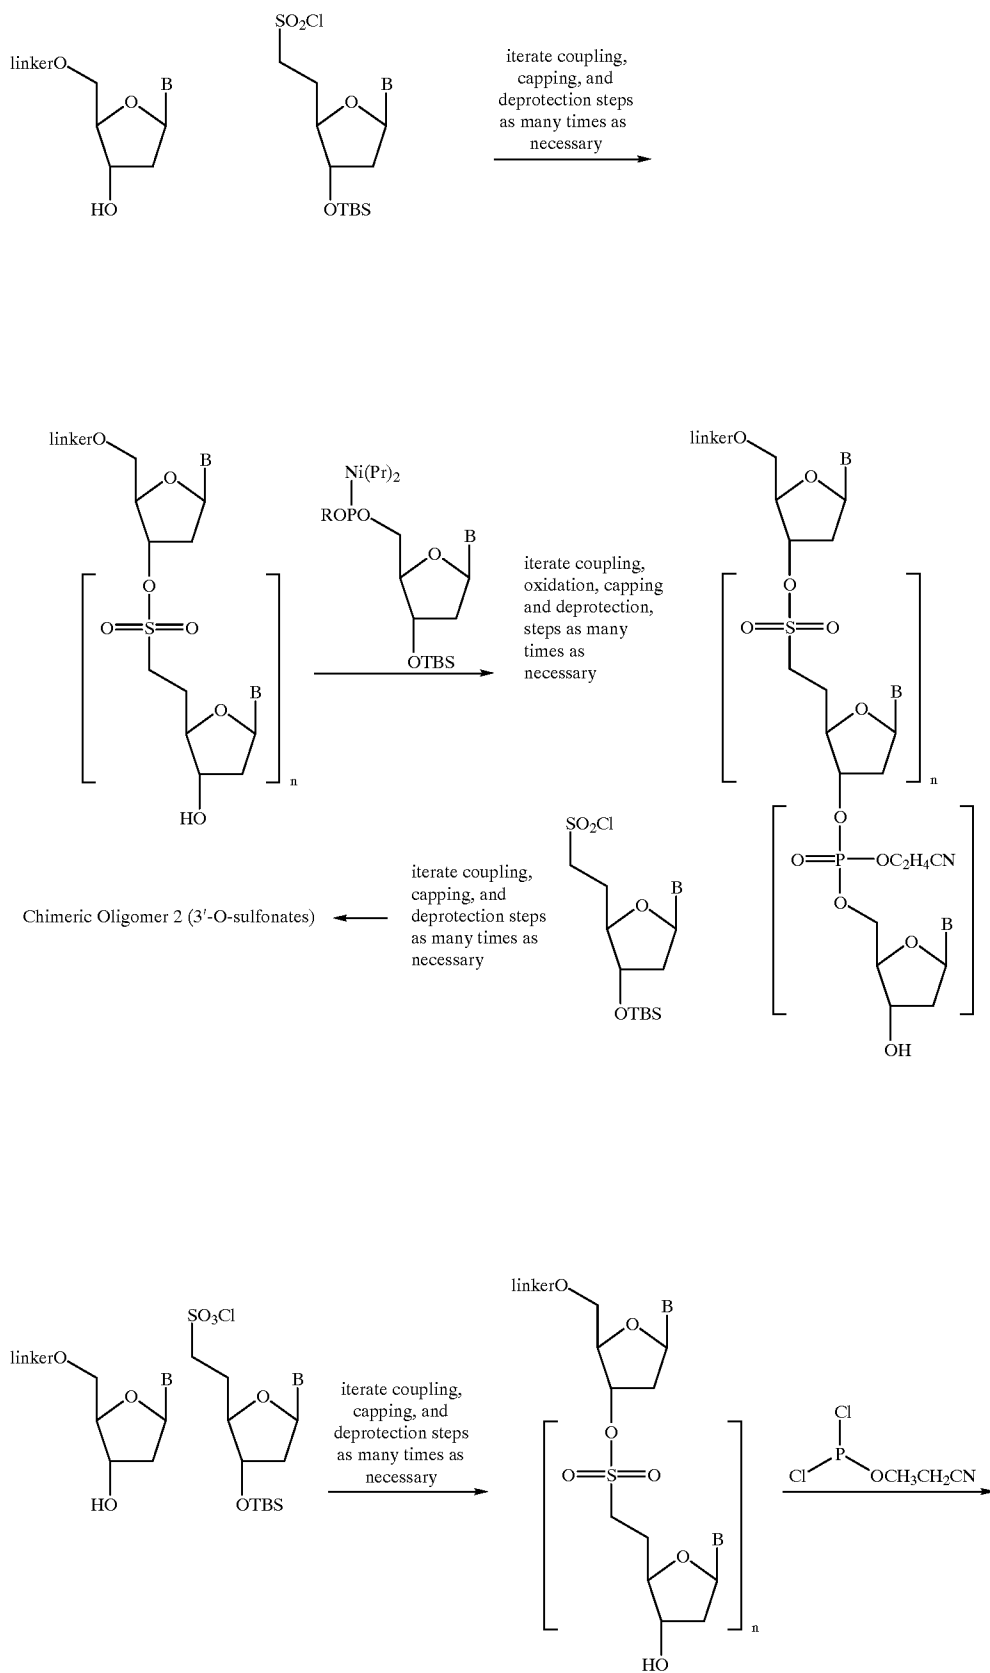 SO2Cl
linkerO
B
O
HO
B
O
OTBS
iterate coupling,
capping, and
deprotection steps
as many times as
necessary
linkerO
B
O
O
O=S=O
B
O
HO
n
Ni(Pr)2
ROPO
B
O
OTBS
iterate coupling,
oxidation, capping
and deprotection,
steps as many
times as
necessary
linkerO
B
O
O
O=S=O
B
O
n
O
O=P-OC2H4CN
O
B
O
OH
SO2Cl
B
O
OTBS
iterate coupling,
capping, and
deprotection steps
as many times as
necessary
Chimeric Oligomer 2 (3'-O-sulfonates)
linkerO
B
O
HO
SO3Cl
B
O
OTBS
iterate coupling,
capping, and
deprotection steps
as many times as
necessary
linkerO
B
O
O
O=S=O
B
O
HO
n
Cl
P
Cl
OCH3CH2CN